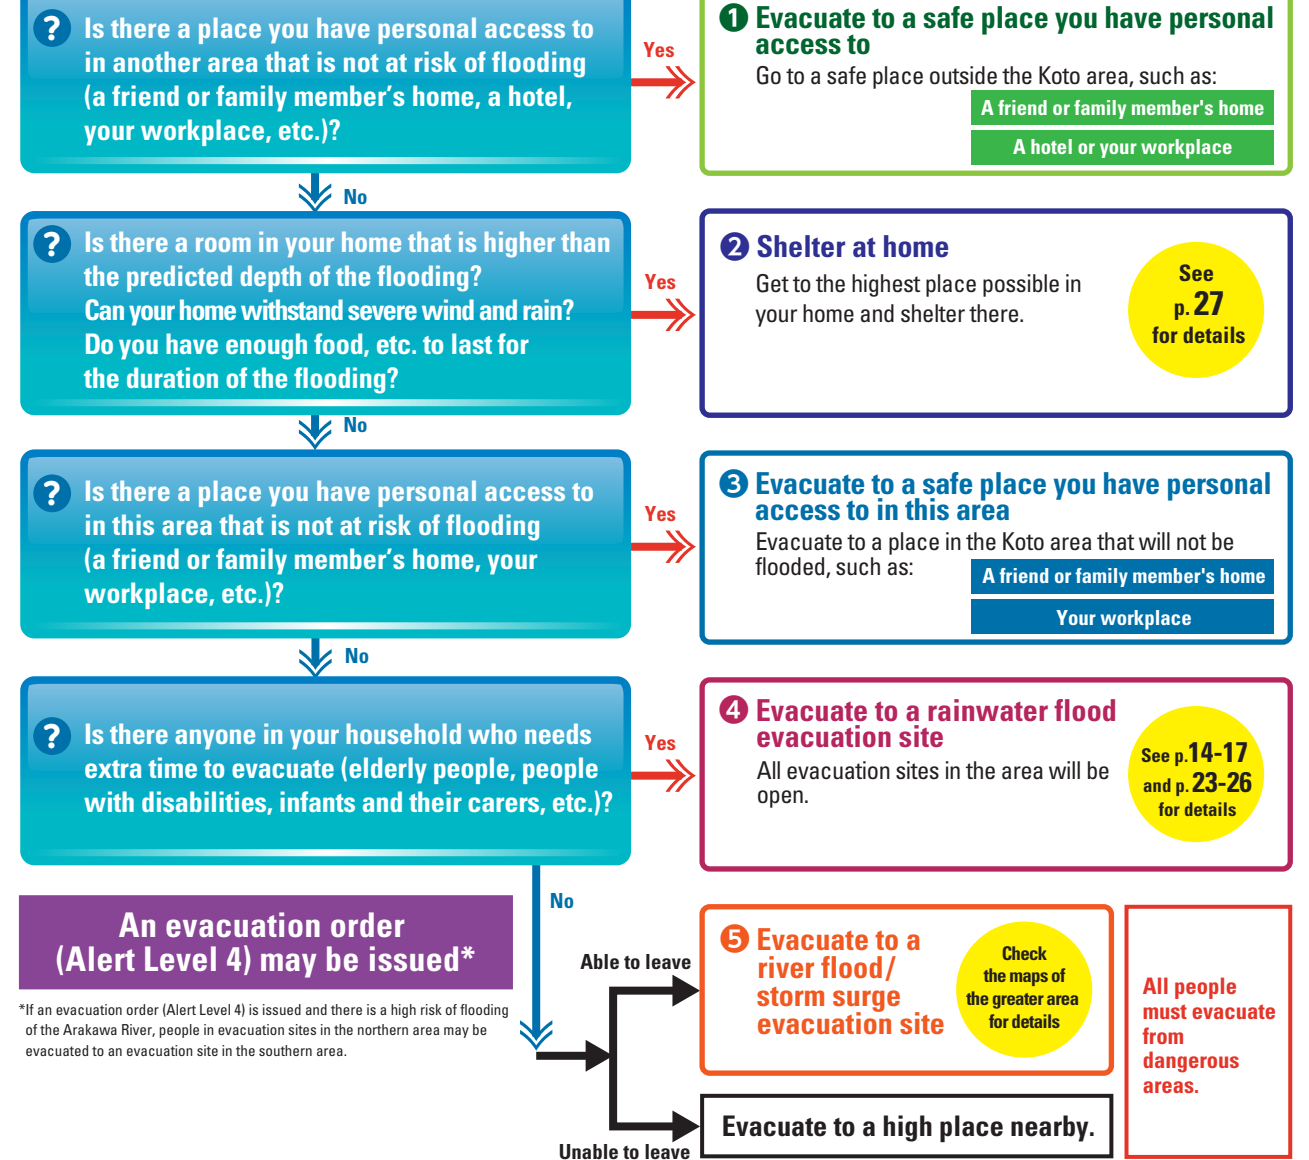 ? Is there a place you have personal access to
in another area that is not at risk of flooding
(a friend or family member's home, a hotel,
your workplace, etc.)?
Yes
❶ Evacuate to a safe place you have personal
access to
Go to a safe place outside the Koto area, such as:
A friend or family member's home
A hotel or your workplace
No
? Is there a room in your home that is higher than
the predicted depth of the flooding?
Can your home withstand severe wind and rain?
Do you have enough food, etc. to last for
the duration of the flooding?
Yes
❷ Shelter at home
Get to the highest place possible in
your home and shelter there.
See
p. 27
for details
No
? Is there a place you have personal access to
in this area that is not at risk of flooding
(a friend or family member's home, your
workplace, etc.)?
Yes
❸ Evacuate to a safe place you have personal
access to in this area
Evacuate to a place in the Koto area that will not be
flooded, such as:
A friend or family member's home
Your workplace
No
? Is there anyone in your household who needs
extra time to evacuate (elderly people, people
with disabilities, infants and their carers, etc.)?
Yes
❹ Evacuate to a rainwater flood
evacuation site
All evacuation sites in the area will be
open.
See p.14-17
and p. 23-26
for details
No
An evacuation order
(Alert Level 4) may be issued*
*If an evacuation order (Alert Level 4) is issued and there is a high risk of flooding
of the Arakawa River, people in evacuation sites in the northern area may be
evacuated to an evacuation site in the southern area.
Able to leave
❺ Evacuate to a
river flood/
storm surge
evacuation site
Check
the maps of
the greater area
for details
Unable to leave
Evacuate to a high place nearby.
All people
must evacuate
from
dangerous
areas.